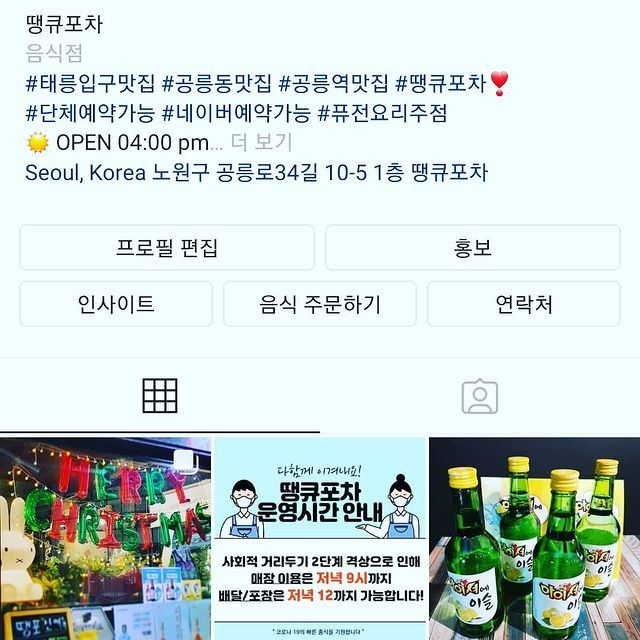 땡큐포차
음식점
#태릉입구맛집 #공릉동맛집 #공릉역맛집 #땡큐포차❣️
#단체예약가능 #네이버예약가능 #퓨전요리주점
☀️ OPEN 04:00 pm... 더 보기
Seoul, Korea 노원구 공릉로34길 10-5 1층 땡큐포차
프로필 편집
홍보
인사이트
음식 주문하기
연락처
MERRY
CHRISTMA
다함께 이겨내요!
땡큐포차
운영시간 안내
사회적 거리두기 2단계 격상으로 인해
매장 이용은 저녁 9시까지
배달/포장은 저녁 12까지 가능합니다!
* 코로나 19의 빠른 종식을 기원합니다 *
아이셔에
이슬
아이셔에
이슬